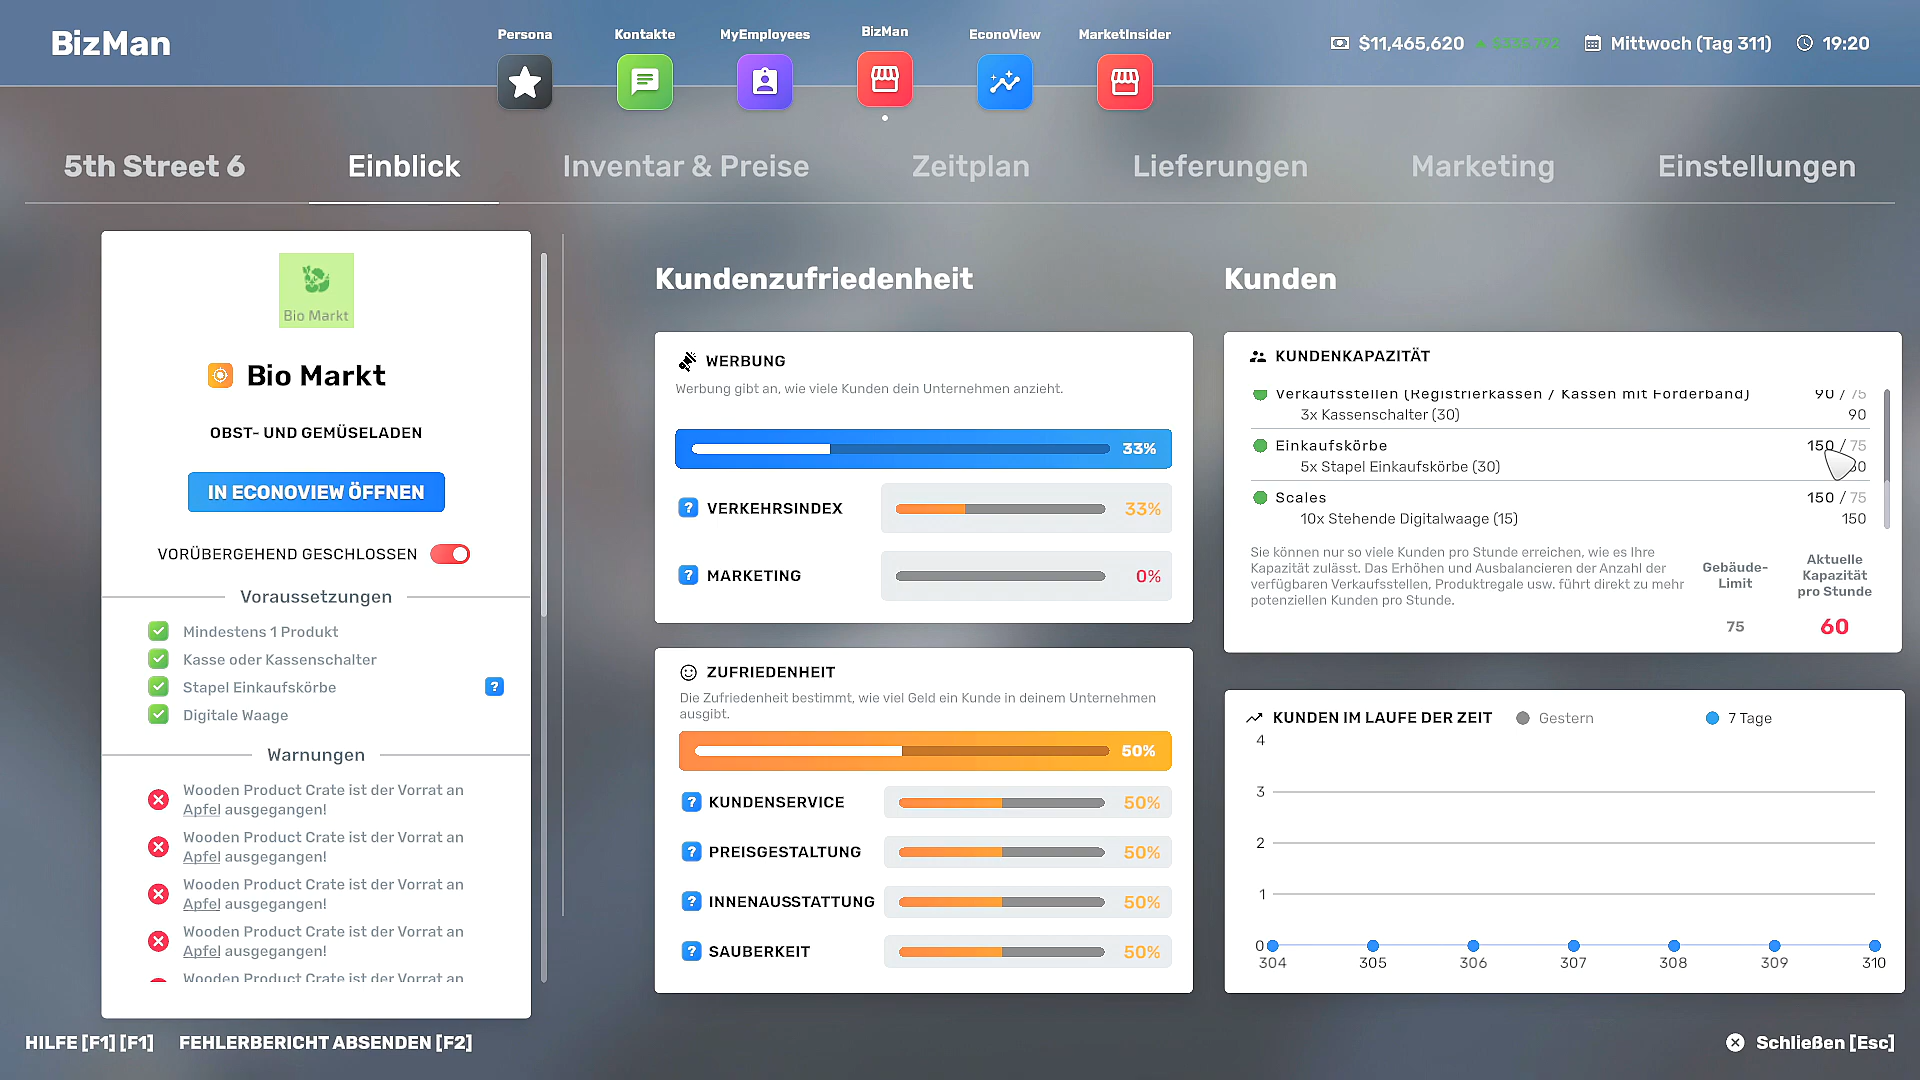 BizMan
Persona
Kontakte
MyEmployees
BizMan
EconoView
MarketInsider
$11,465,620
Mittwoch (Tag 311)
19:20
5th Street 6
Einblick
Inventar & Preise
Zeitplan
Lieferungen
Marketing
Einstellungen
Bio Markt
Bio Markt
OBST- UND GEMÜSELADEN
IN ECONOVIEW ÖFFNEN
VORÜBERGEHEND GESCHLOSSEN
Voraussetzungen
Mindestens 1 Produkt
Kasse oder Kassenschalter
Stapel Einkaufskörbe ?
Digitale Waage
Warnungen
Wooden Product Crate ist der Vorrat an
Apfel ausgegangen!
Wooden Product Crate ist der Vorrat an
Apfel ausgegangen!
Wooden Product Crate ist der Vorrat an
Apfel ausgegangen!
Wooden Product Crate ist der Vorrat an
Apfel ausgegangen!
Wooden Product Crate ist der Vorrat an
Kundenzufriedenheit
WERBUNG
Werbung gibt an, wie viele Kunden dein Unternehmen anzieht.
33%
? VERKEHRSINDEX 33%
? MARKETING 0%
ZUFRIEDENHEIT
Die Zufriedenheit bestimmt, wie viel Geld ein Kunde in deinem Unternehmen
ausgibt.
50%
? KUNDENSERVICE 50%
? PREISGESTALTUNG 50%
? INNENAUSSTATTUNG 50%
? SAUBERKEIT 50%
Kunden
KUNDENKAPAZITÄT
Verkaufsstellen (Registrierkassen / Kassen mit Förderband) 90 / 75
3x Kassenschalter (30) 90
Einkaufskörbe 150 / 75
5x Stapel Einkaufskörbe (30)
Scales 150 / 75
10x Stehende Digitalwaage (15) 150
Sie können nur so viele Kunden pro Stunde erreichen, wie es Ihre
Kapazität zulässt. Das Erhöhen und Ausbalancieren der Anzahl der
verfügbaren Verkaufsstellen, Produktregale usw. führt direkt zu mehr
potenziellen Kunden pro Stunde.
Gebäude-
Limit
75
Aktuelle
Kapazität
pro Stunde
60
KUNDEN IM LAUFE DER ZEIT
Gestern
7 Tage
4
3
2
1
0
304 305 306 307 308 309 310
HILFE [F1] [F1]
FEHLERBERICHT ABSENDEN [F2]
Schließen [Esc]